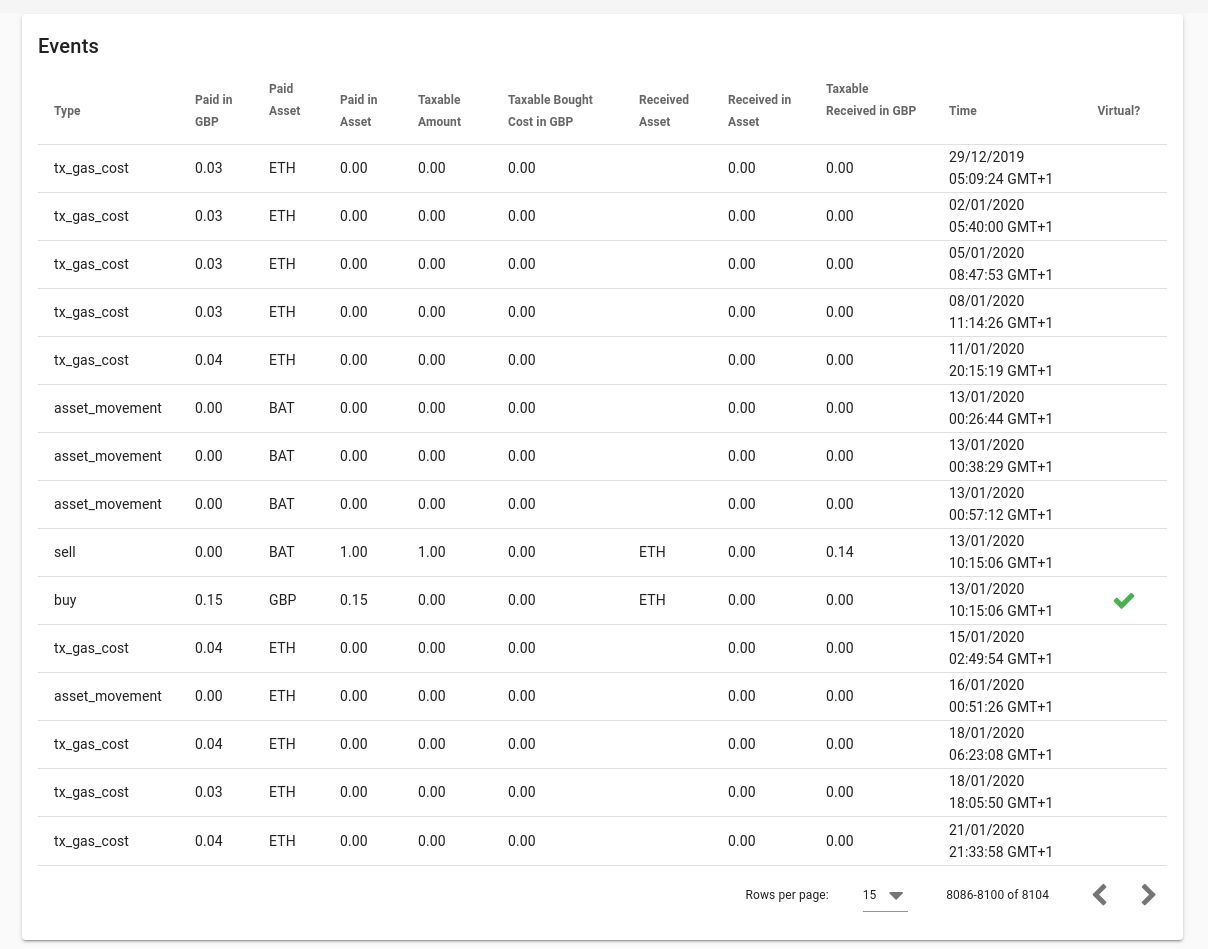 Events
Type Paid in GBP Paid Asset Paid in Asset Taxable Amount Taxable Bought Cost in GBP Received Asset Received in Asset Taxable Received in GBP Time Virtual?
tx_gas_cost 0.03 ETH 0.00 0.00 0.00 0.00 0.00 29/12/2019 05:09:24 GMT+1
tx_gas_cost 0.03 ETH 0.00 0.00 0.00 0.00 0.00 02/01/2020 05:40:00 GMT+1
tx_gas_cost 0.03 ETH 0.00 0.00 0.00 0.00 0.00 05/01/2020 08:47:53 GMT+1
tx_gas_cost 0.03 ETH 0.00 0.00 0.00 0.00 0.00 08/01/2020 11:14:26 GMT+1
tx_gas_cost 0.04 ETH 0.00 0.00 0.00 0.00 0.00 11/01/2020 20:15:19 GMT+1
asset_movement 0.00 BAT 0.00 0.00 0.00 0.00 0.00 13/01/2020 00:26:44 GMT+1
asset_movement 0.00 BAT 0.00 0.00 0.00 0.00 0.00 13/01/2020 00:38:29 GMT+1
asset_movement 0.00 BAT 0.00 0.00 0.00 0.00 0.00 13/01/2020 00:57:12 GMT+1
sell 0.00 BAT 1.00 1.00 0.00 ETH 0.00 0.14 13/01/2020 10:15:06 GMT+1
buy 0.15 GBP 0.15 0.00 0.00 ETH 0.00 0.00 13/01/2020 10:15:06 GMT+1
tx_gas_cost 0.04 ETH 0.00 0.00 0.00 0.00 0.00 15/01/2020 02:49:54 GMT+1
asset_movement 0.00 ETH 0.00 0.00 0.00 0.00 0.00 16/01/2020 00:51:26 GMT+1
tx_gas_cost 0.04 ETH 0.00 0.00 0.00 0.00 0.00 18/01/2020 06:23:08 GMT+1
tx_gas_cost 0.03 ETH 0.00 0.00 0.00 0.00 0.00 18/01/2020 18:05:50 GMT+1
tx_gas_cost 0.04 ETH 0.00 0.00 0.00 0.00 0.00 21/01/2020 21:33:58 GMT+1
Rows per page: 15 8086-8100 of 8104